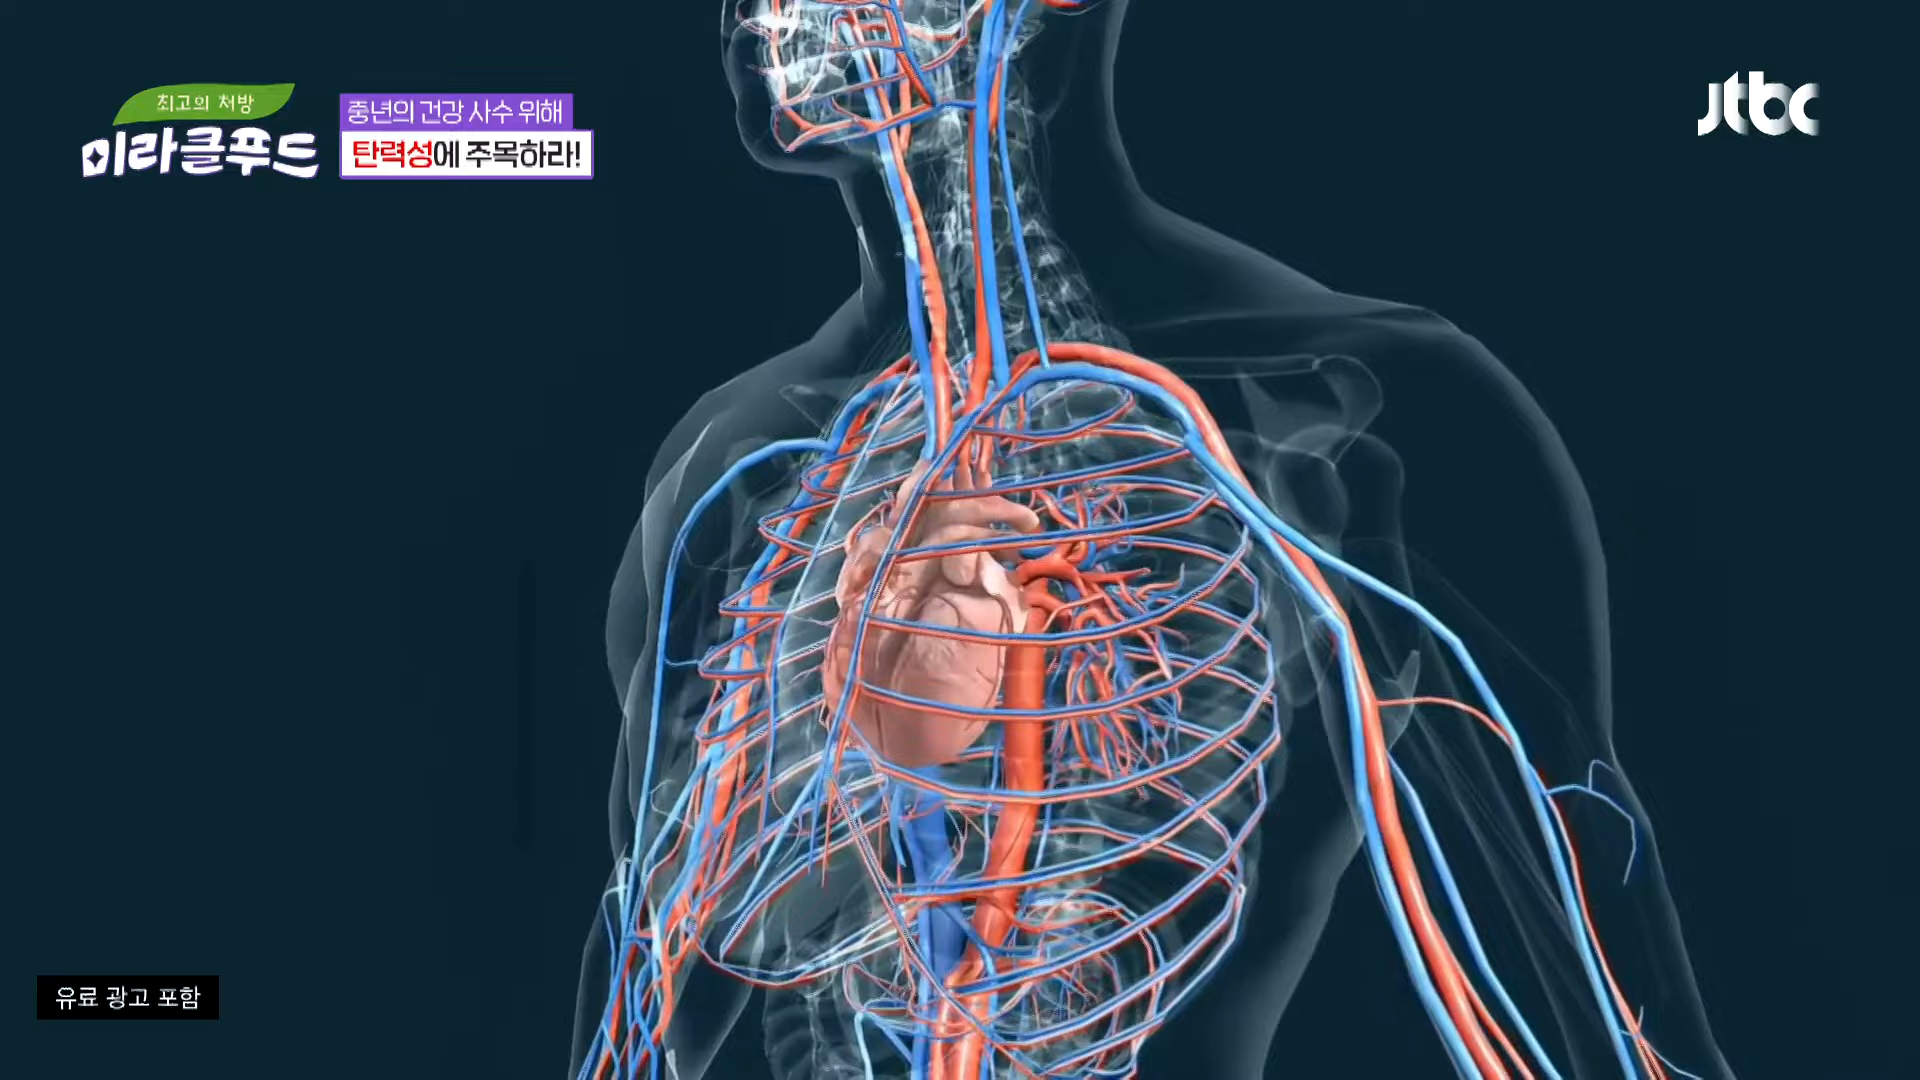 최고의 처방
미라클푸드
중년의 건강 사수 위해
탄력성에 주목하라!
jtbc
유료 광고 포함